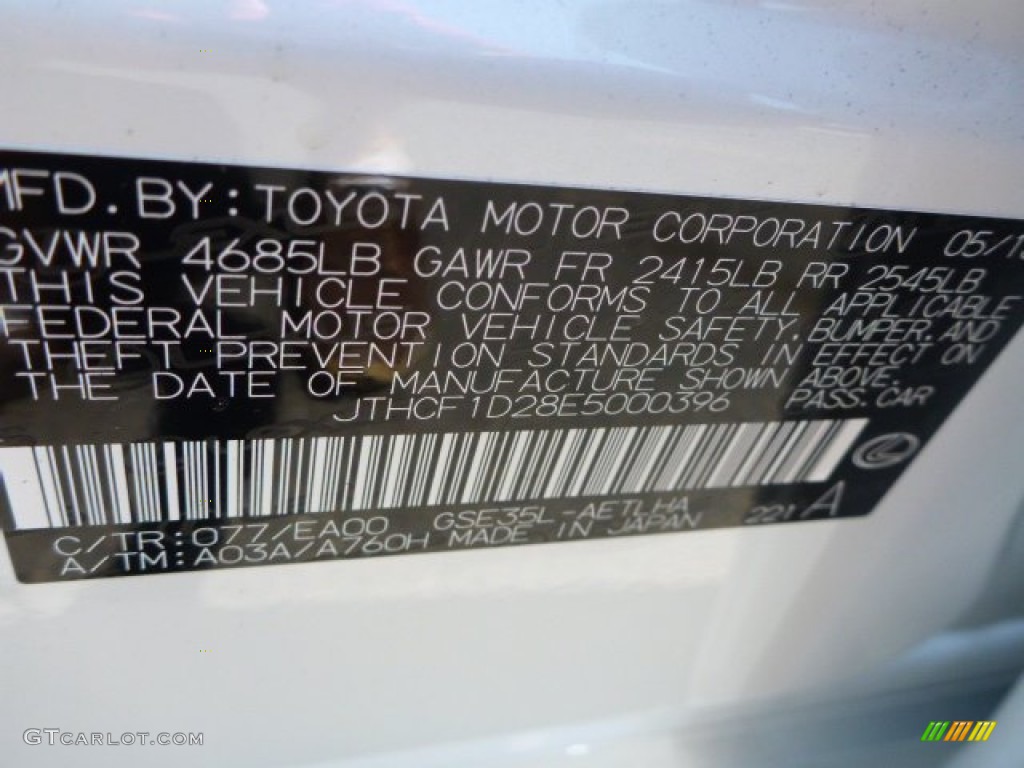 MFD. BY: TOYOTA MOTOR CORPORATION 05/1
GVWR 4685LB GAWR FR 2415LB RR 2545LB
THIS VEHICLE CONFORMS TO ALL APPLICABLE
FEDERAL MOTOR VEHICLE SAFETY, BUMPER, AND
THEFT PREVENTION STANDARDS IN EFFECT ON
THE DATE OF MANUFACTURE SHOWN ABOVE.
JTHCF1D28E5000396 PASS. CAR
C/TR: 077/EA00 GSE35L-AETLHA
A/TM: A03A/A760H MADE IN JAPAN 221 A
GTCARLOT.COM